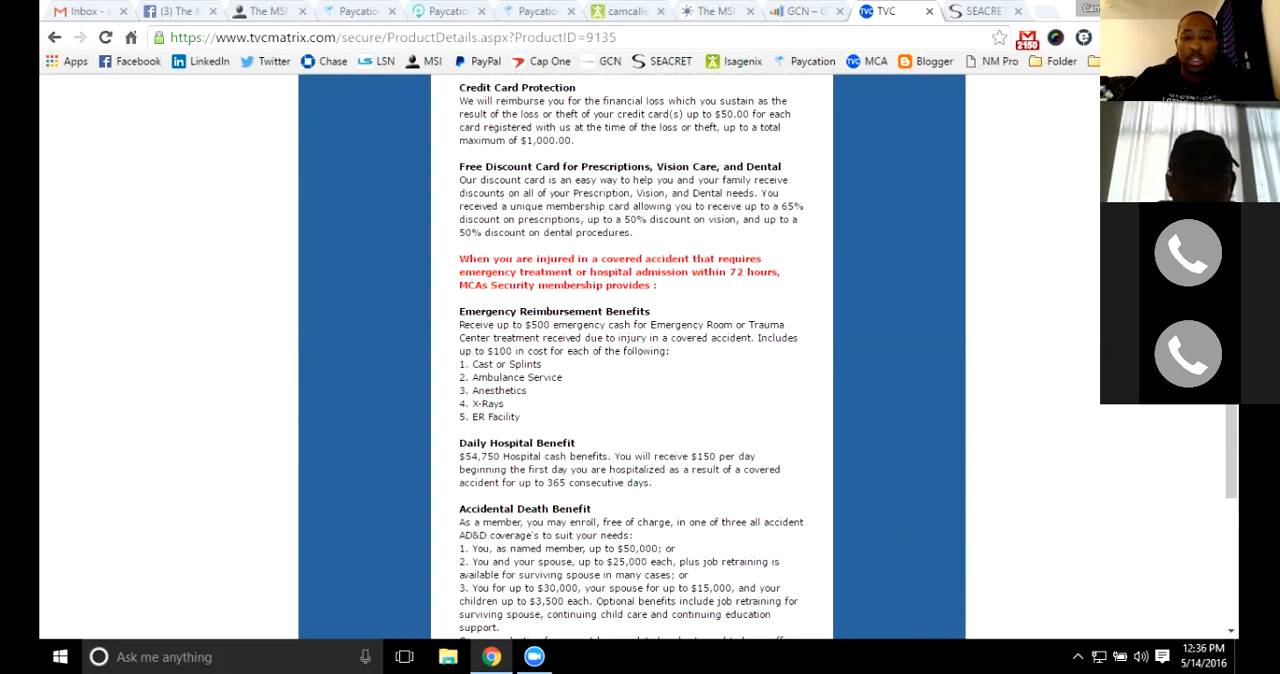 Inbox - c
(3) The M
The MSI
Paycatio
Paycatio
Paycatio
camcalle
The MSI
GCN – G
TVC
SEACRET
https://www.tvcmatrix.com/secure/ProductDetails.aspx?ProductID=9135
2150
Apps Facebook LinkedIn Twitter Chase LSN MSI PayPal Cap One GCN SEACRET Isagenix Paycation MCA Blogger NM Pro Folder
Credit Card Protection
We will reimburse you for the financial loss which you sustain as the
result of the loss or theft of your credit card(s) up to $50.00 for each
card registered with us at the time of the loss or theft, up to a total
maximum of $1,000.00.
Free Discount Card for Prescriptions, Vision Care, and Dental
Our discount card is an easy way to help you and your family receive
discounts on all of your Prescription, Vision, and Dental needs. You
received a unique membership card allowing you to receive up to a 65%
discount on prescriptions, up to a 50% discount on vision, and up to a
50% discount on dental procedures.
When you are injured in a covered accident that requires
emergency treatment or hospital admission within 72 hours,
MCAs Security membership provides :
Emergency Reimbursement Benefits
Receive up to $500 emergency cash for Emergency Room or Trauma
Center treatment received due to injury in a covered accident. Includes
up to $100 in cost for each of the following:
1. Cast or Splints
2. Ambulance Service
3. Anesthetics
4. X-Rays
5. ER Facility
Daily Hospital Benefit
$54,750 Hospital cash benefits. You will receive $150 per day
beginning the first day you are hospitalized as a result of a covered
accident for up to 365 consecutive days.
Accidental Death Benefit
As a member, you may enroll, free of charge, in one of three all accident
AD&D coverage's to suit your needs:
1. You, as named member, up to $50,000; or
2. You and your spouse, up to $25,000 each, plus job retraining is
available for surviving spouse in many cases; or
3. You for up to $30,000, your spouse for up to $15,000, and your
children up to $3,500 each. Optional benefits include job retraining for
surviving spouse, continuing child care and continuing education
support.
Ask me anything
12:36 PM
5/14/2016